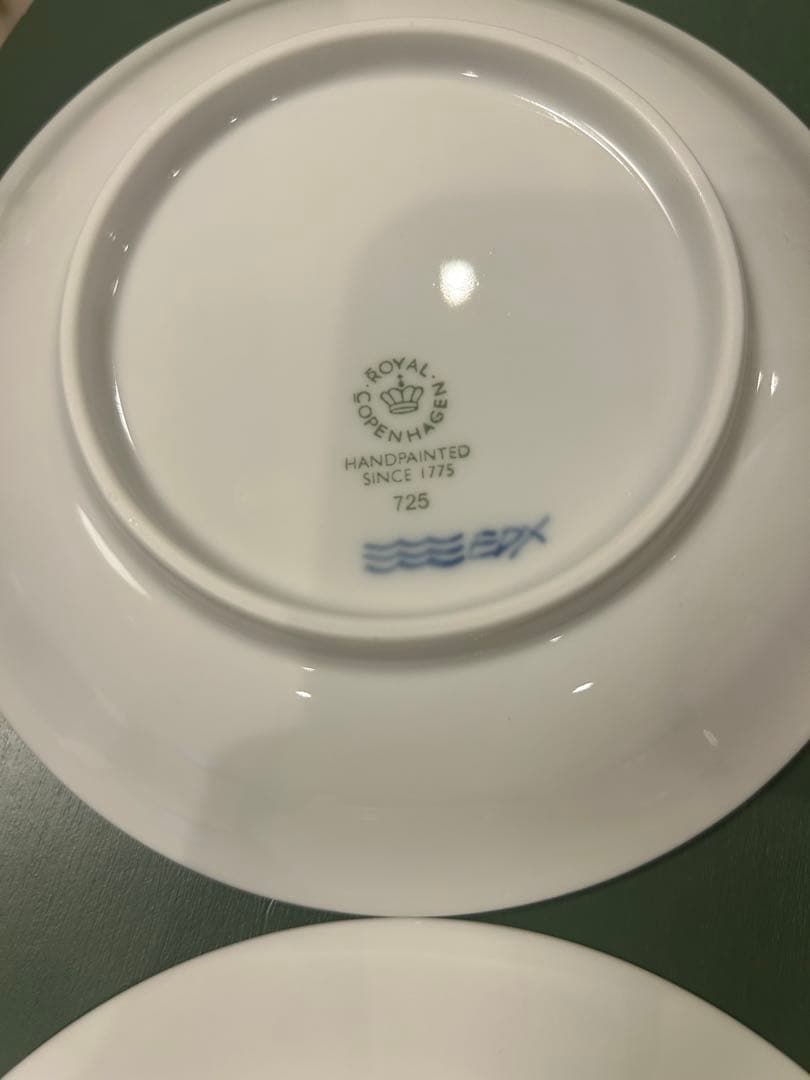 ROYAL
COPENHAGEN
HANDPAINTED
SINCE 1775
725